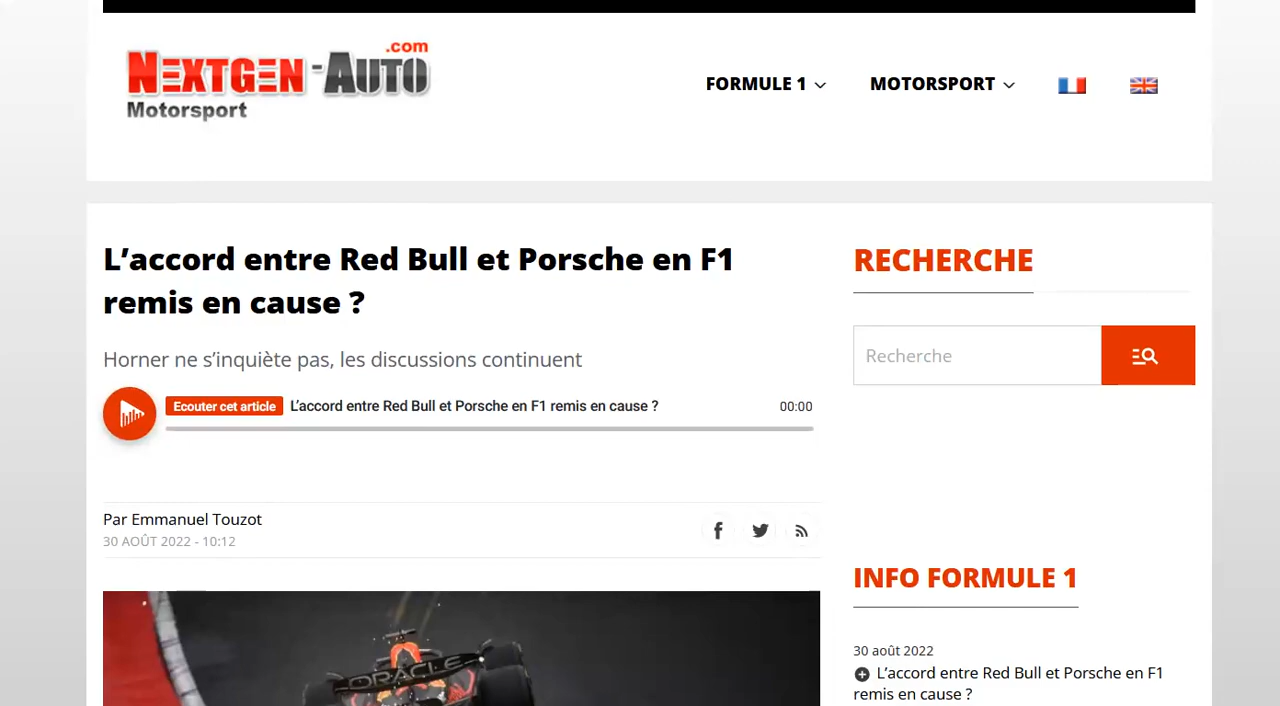 NEXTGEN-AUTO
.com
Motorsport
FORMULE 1
MOTORSPORT
L’accord entre Red Bull et Porsche en F1
remis en cause ?
Horner ne s’inquiète pas, les discussions continuent
Ecouter cet article
L’accord entre Red Bull et Porsche en F1 remis en cause ?
00:00
Par Emmanuel Touzot
30 AOÛT 2022 - 10:12
ORACLE
RECHERCHE
Recherche
INFO FORMULE 1
30 août 2022
L’accord entre Red Bull et Porsche en F1
remis en cause ?